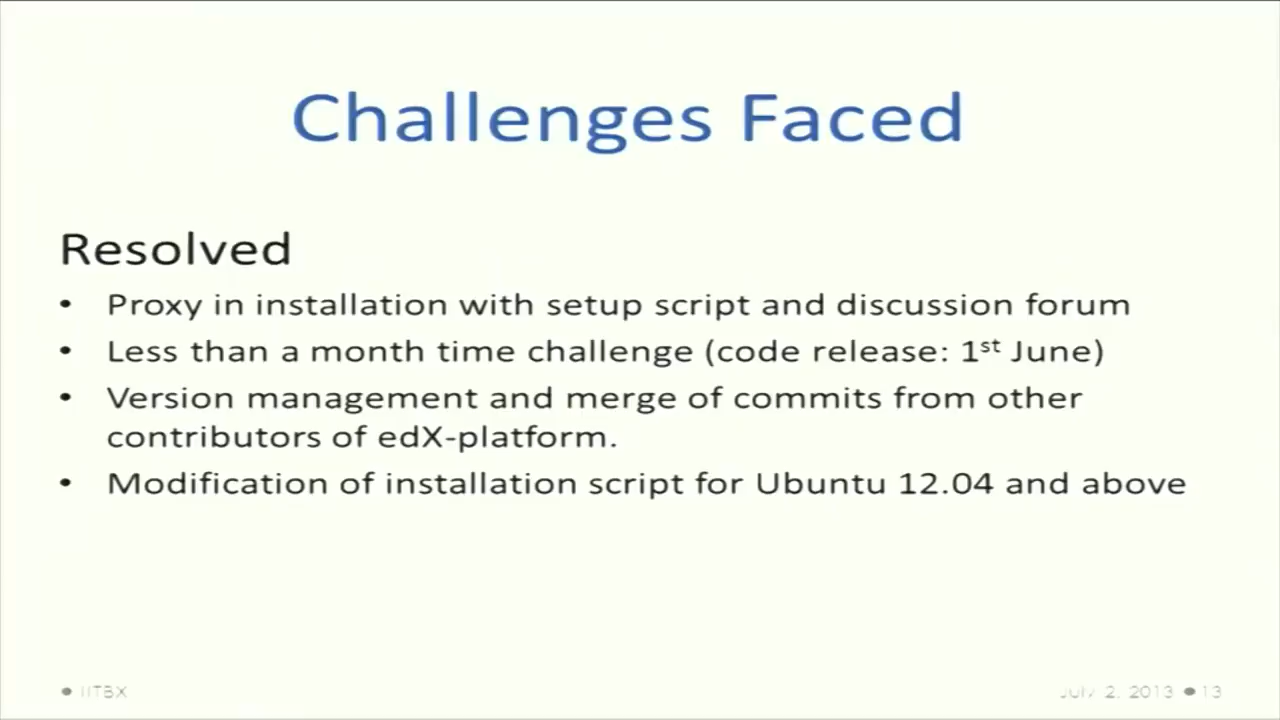 Challenges Faced
Resolved
• Proxy in installation with setup script and discussion forum
• Less than a month time challenge (code release: 1st June)
• Version management and merge of commits from other
contributors of edX-platform.
• Modification of installation script for Ubuntu 12.04 and above
• IITBX
July 2, 2013 • 13